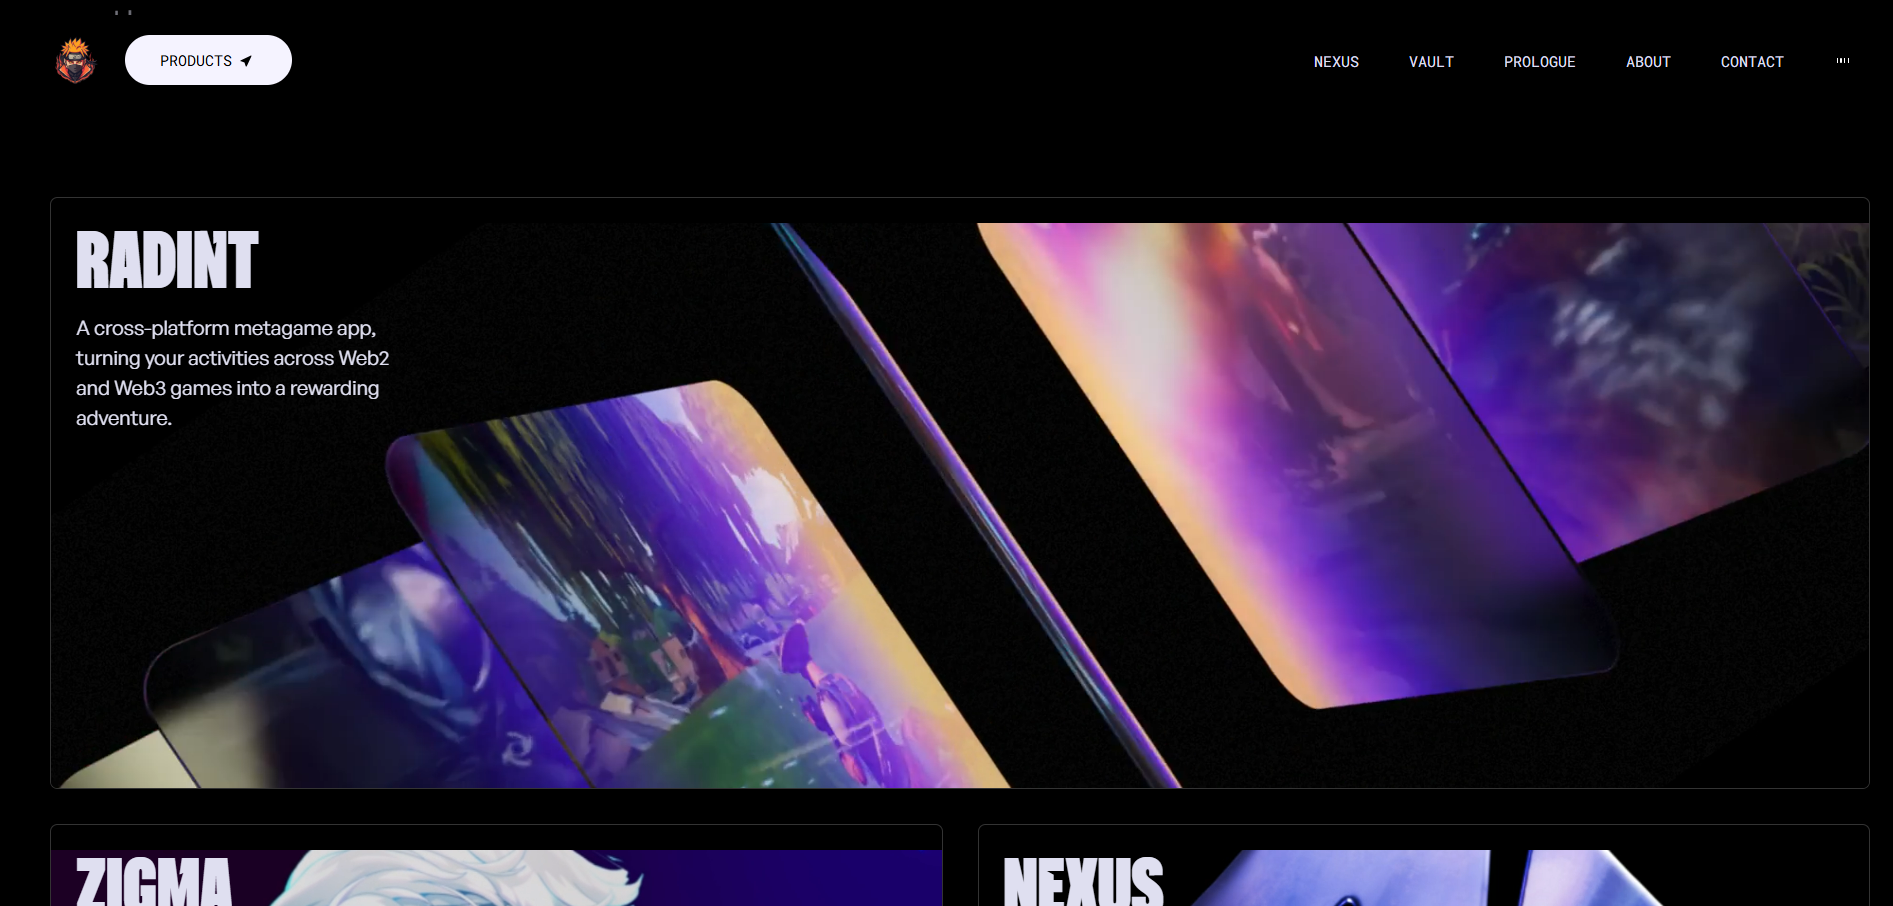 PRODUCTS
NEXUS
VAULT
PROLOGUE
ABOUT
CONTACT
RADINT
A cross-platform metagame app,
turning your activities across Web2
and Web3 games into a rewarding
adventure.
ZIGMA
NEXUS